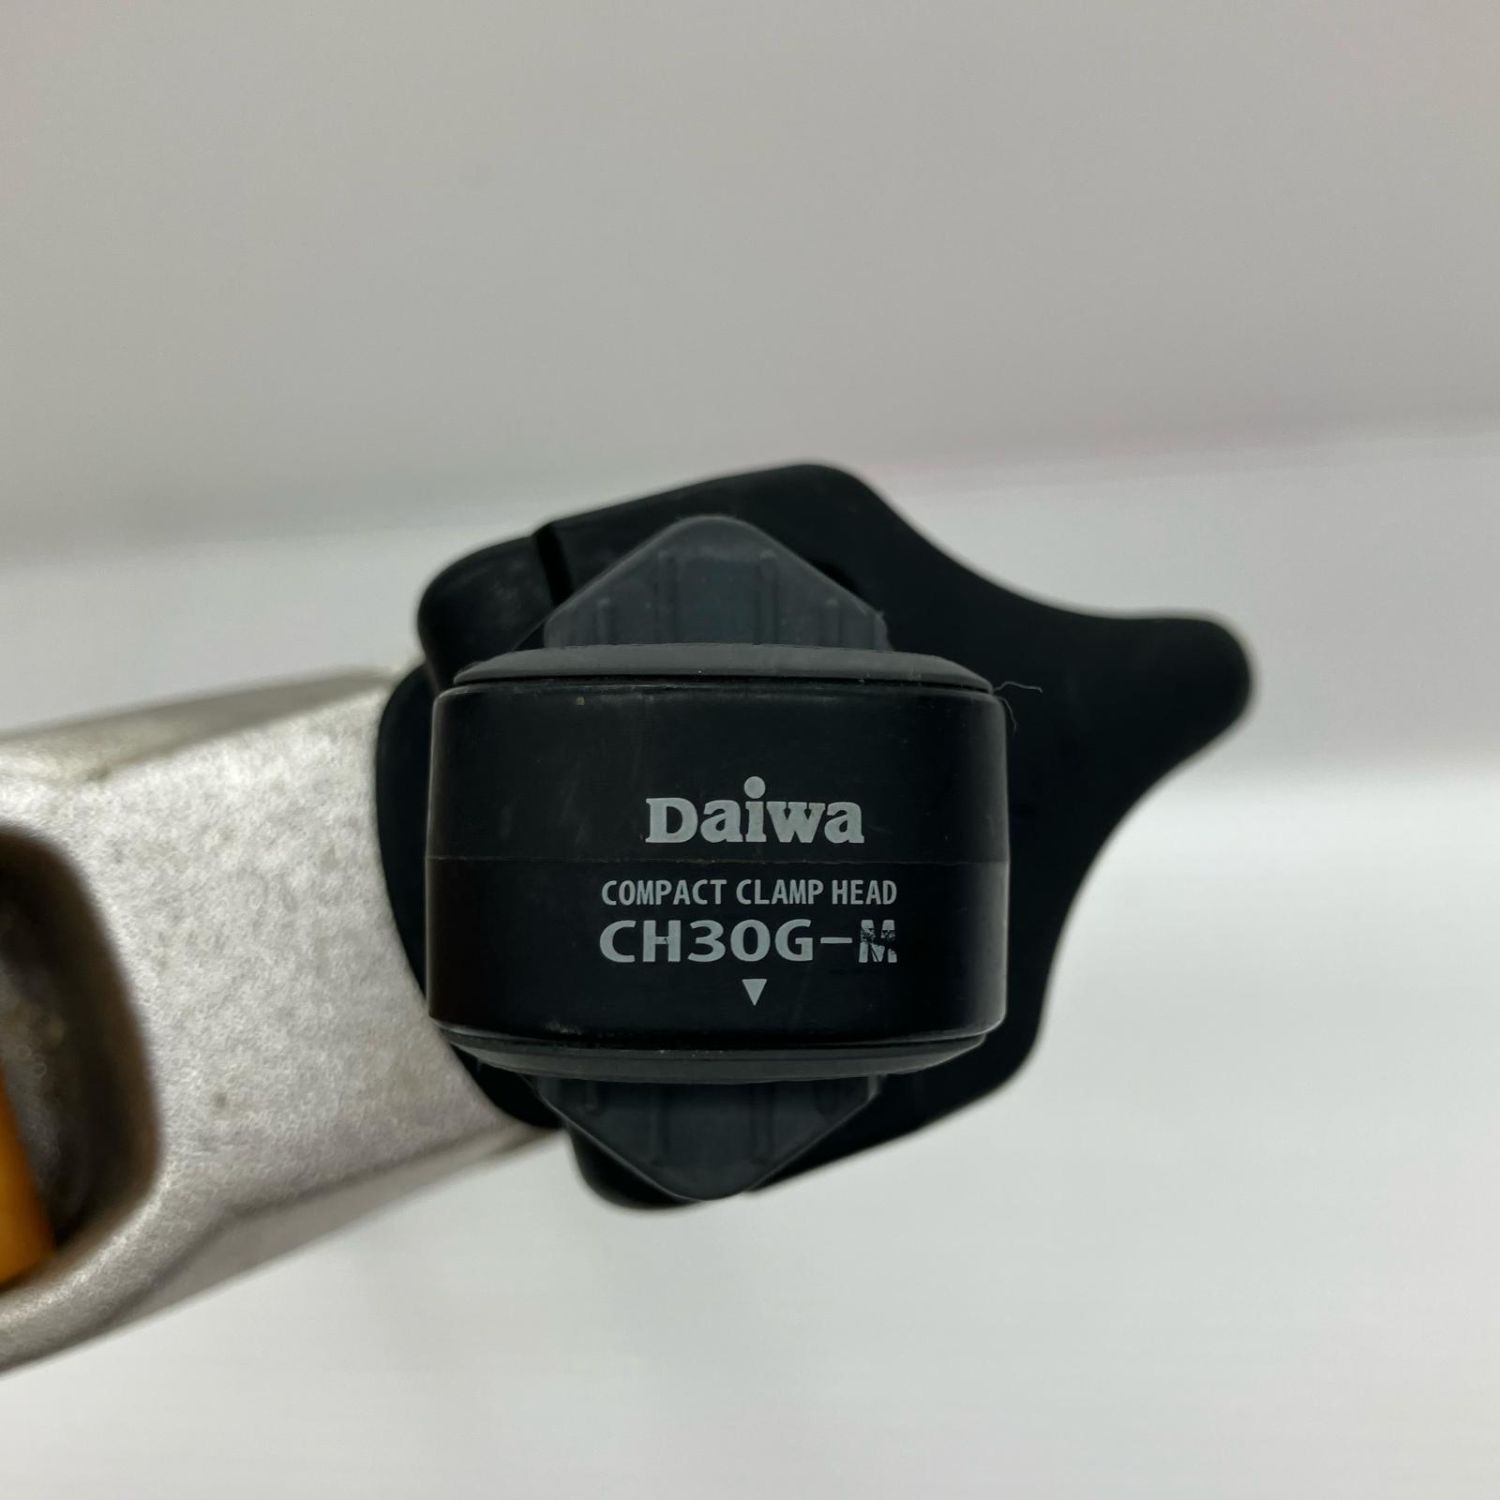 Daiwa
COMPACT CLAMP HEAD
CH30G-M